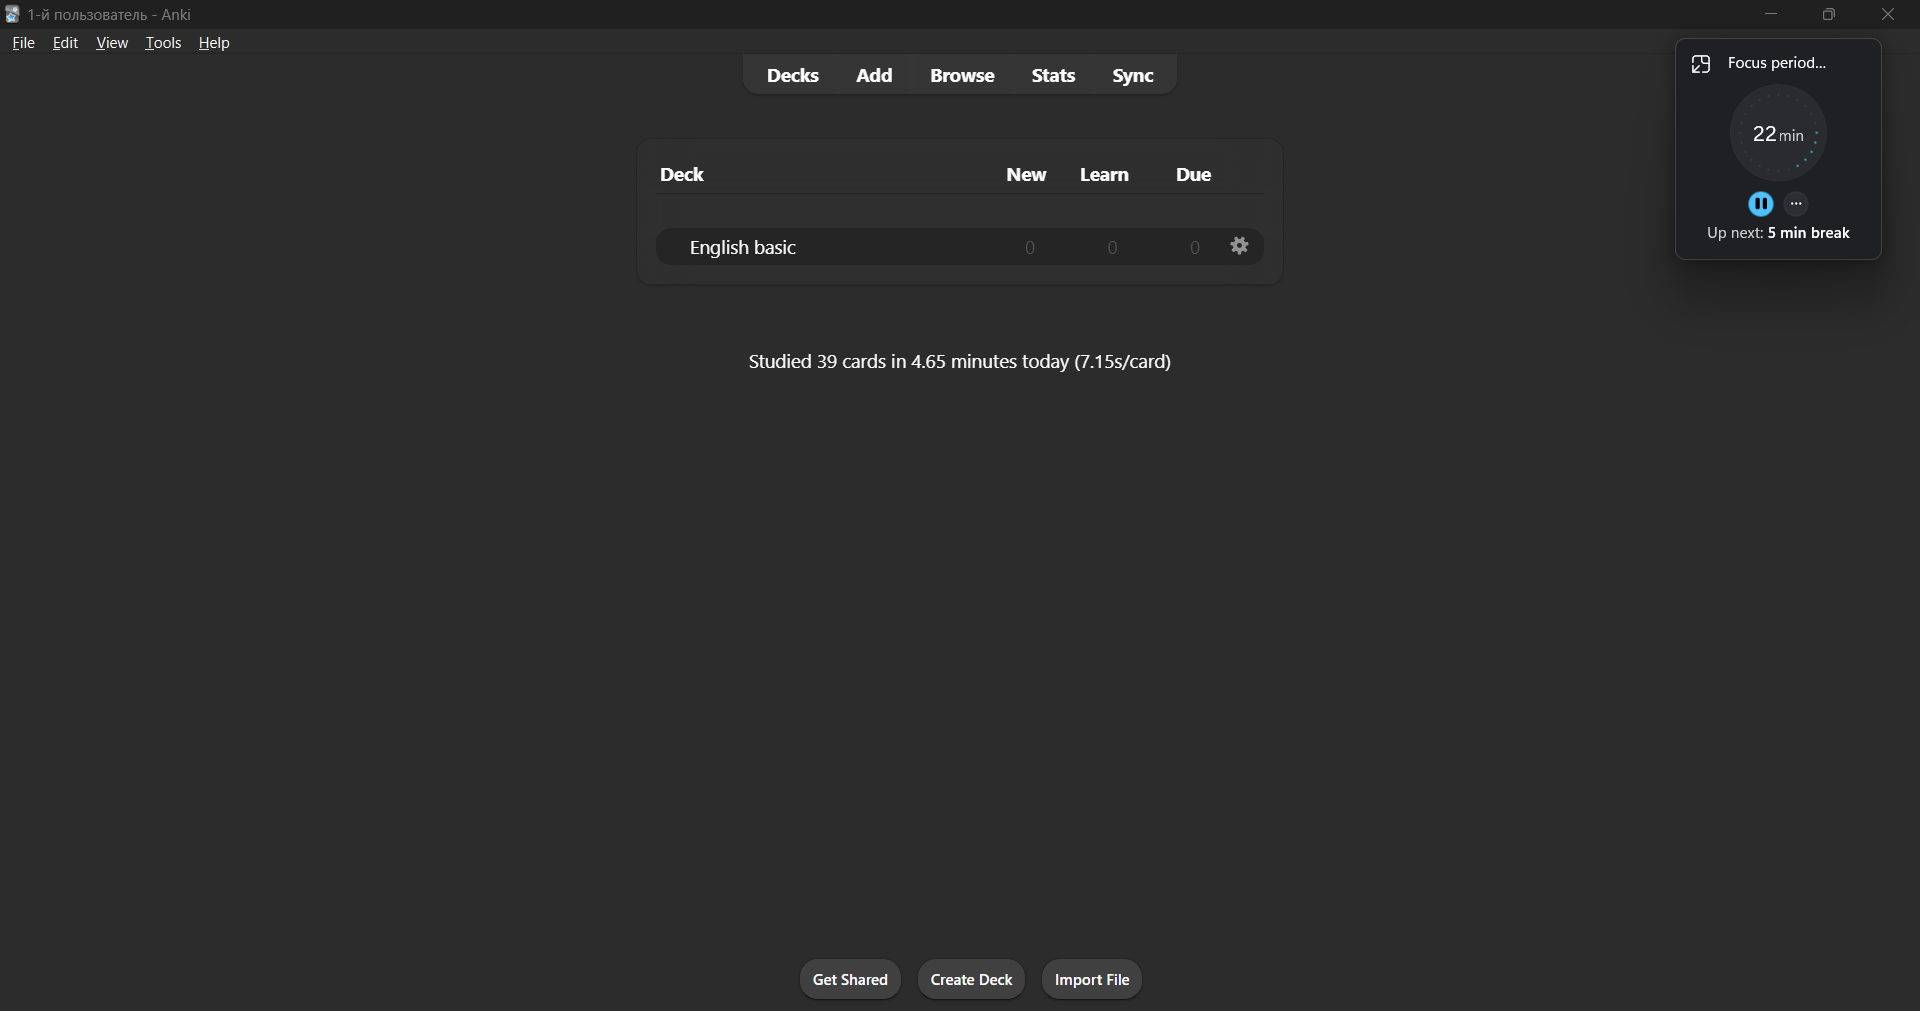 1-й пользователь - Anki
File Edit View Tools Help
Decks Add Browse Stats Sync
Focus period...
22 min
Up next: 5 min break
Deck New Learn Due
English basic 0 0 0
Studied 39 cards in 4.65 minutes today (7.15s/card)
Get Shared Create Deck Import File